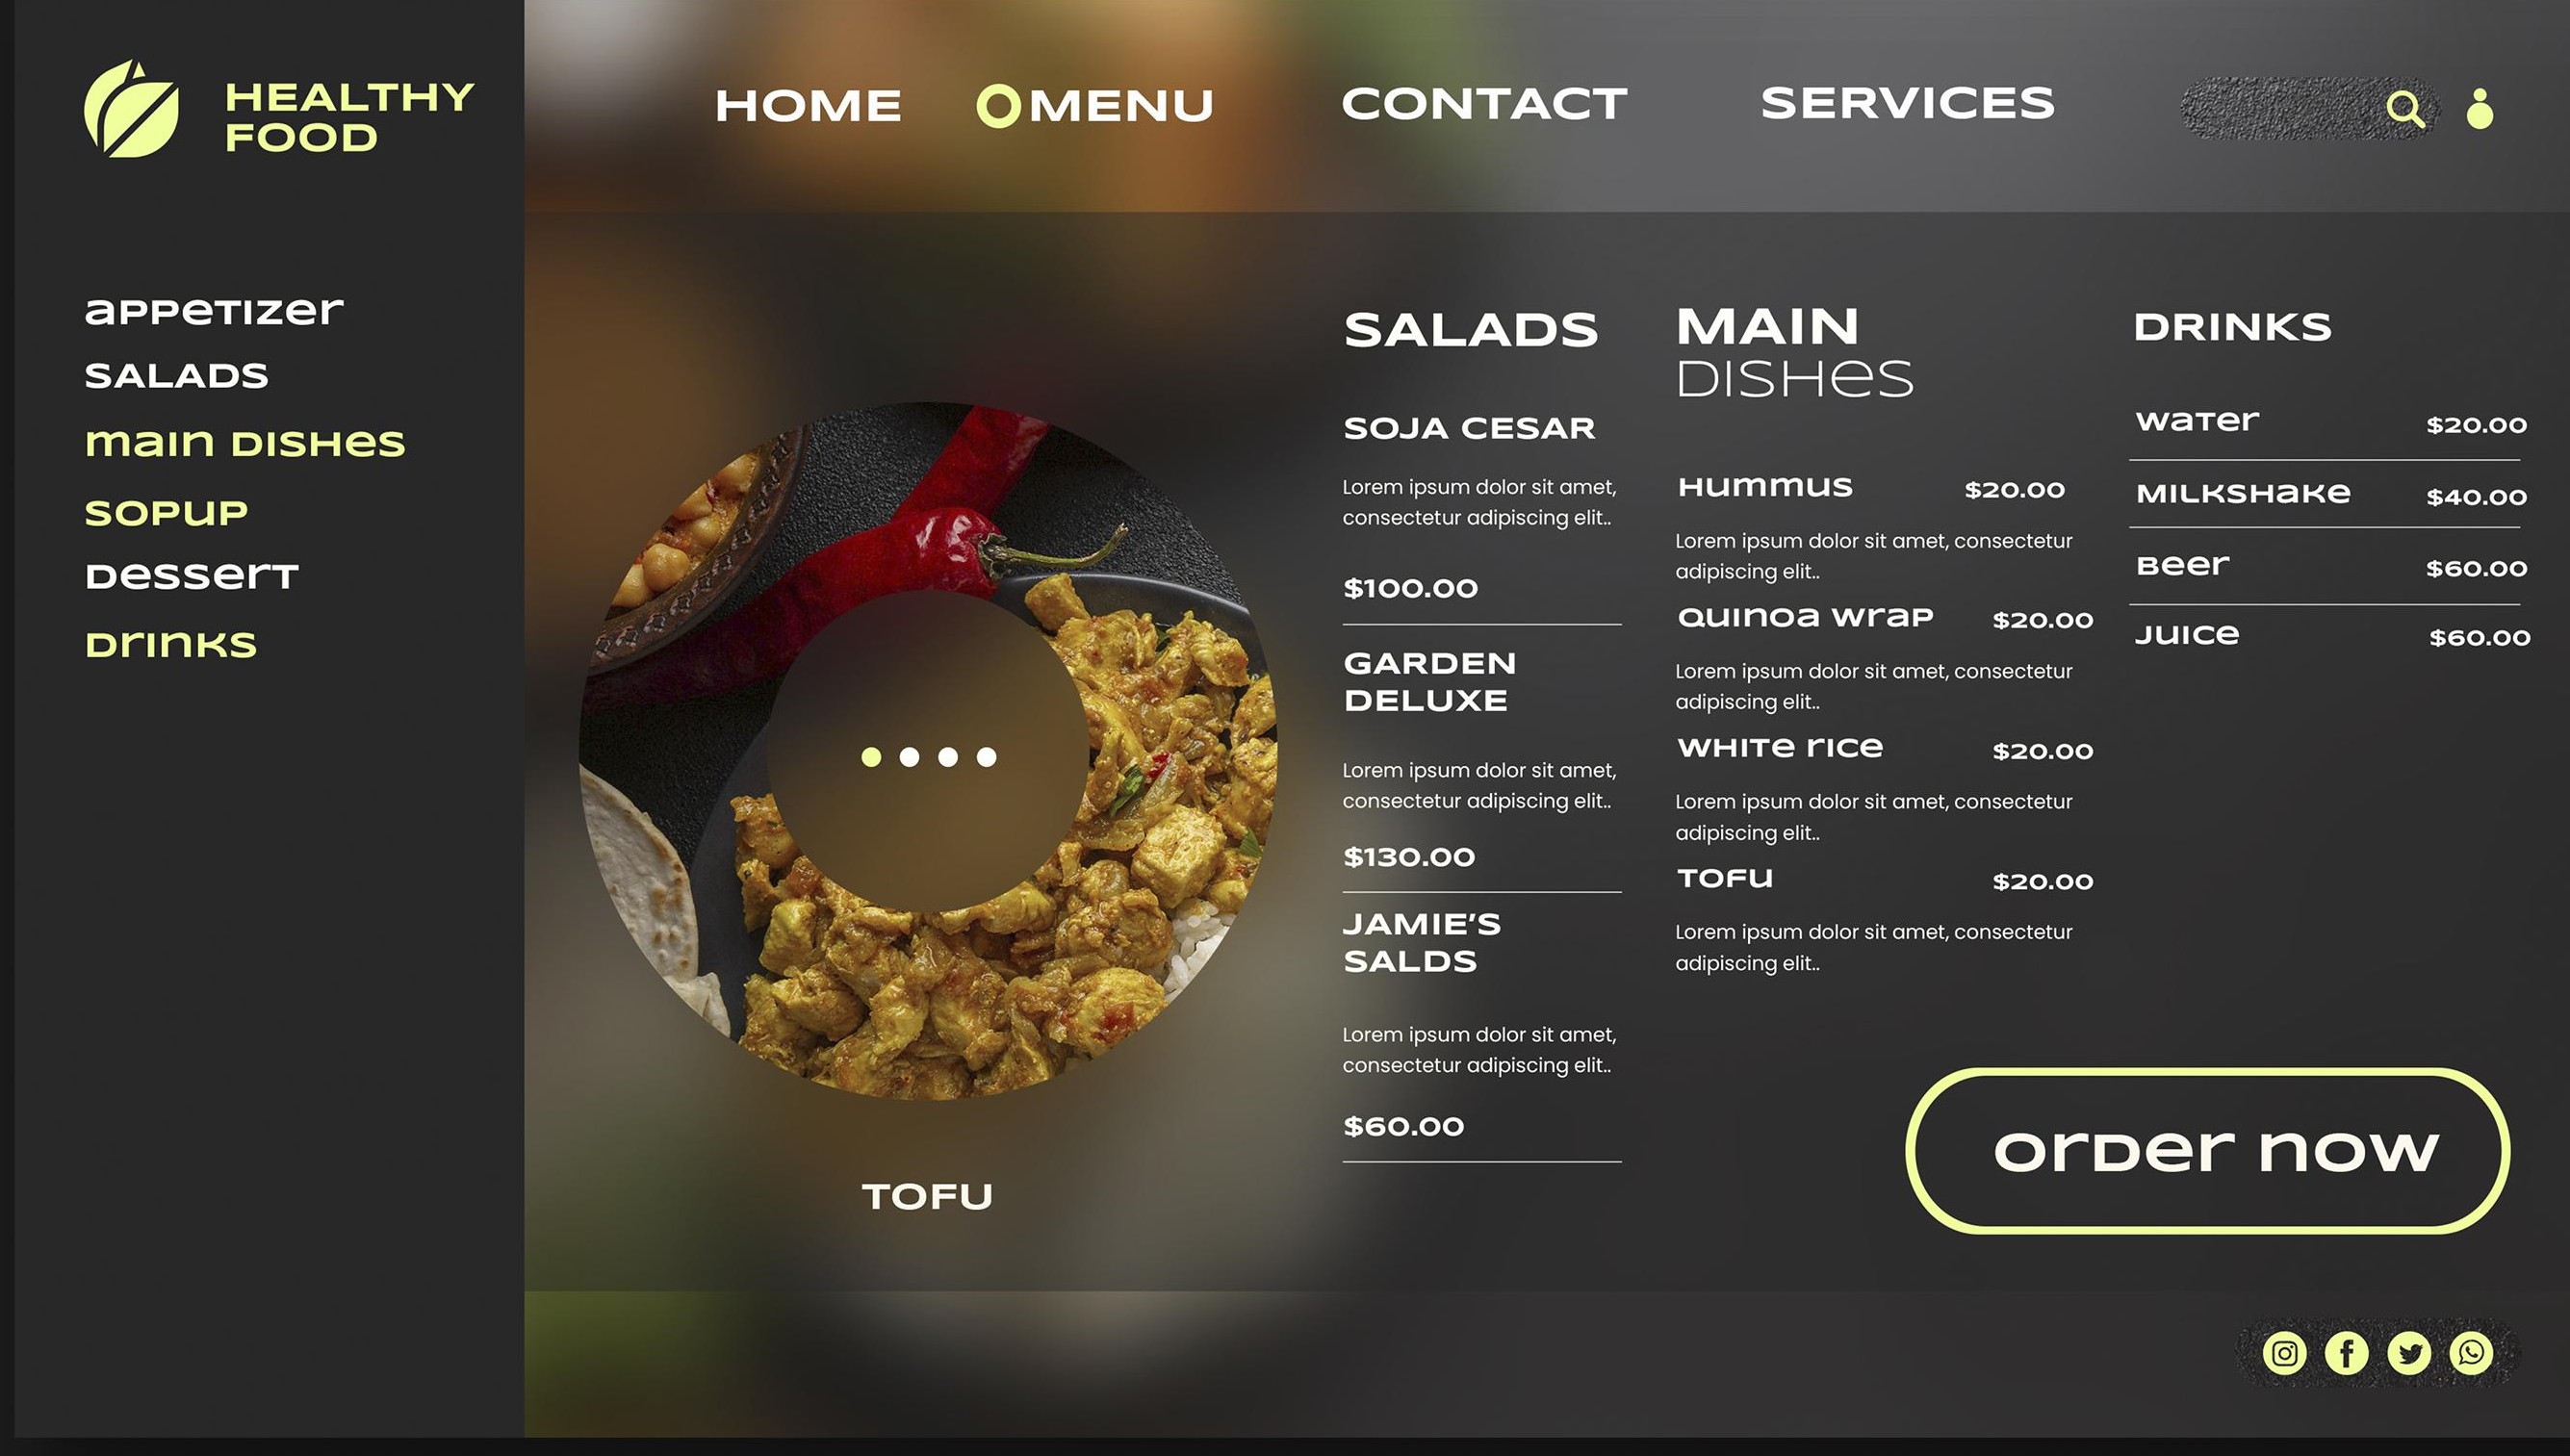 HEALTHY
FOOD
HOME
MENU
CONTACT
SERVICES
appetizer
SALADS
main dishes
sopup
dessert
drinks
TOFU
SALADS
SOJA CESAR
Lorem ipsum dolor sit amet,
consectetur adipiscing elit..
$100.00
GARDEN
DELUXE
Lorem ipsum dolor sit amet,
consectetur adipiscing elit..
$130.00
JAMIE'S
SALDS
Lorem ipsum dolor sit amet,
consectetur adipiscing elit..
$60.00
MAIN
DISHES
Hummus $20.00
Lorem ipsum dolor sit amet, consectetur
adipiscing elit..
Quinoa wrap $20.00
Lorem ipsum dolor sit amet, consectetur
adipiscing elit..
White rice $20.00
Lorem ipsum dolor sit amet, consectetur
adipiscing elit..
Tofu $20.00
Lorem ipsum dolor sit amet, consectetur
adipiscing elit..
DRINKS
water $20.00
Milkshake $40.00
Beer $60.00
Juice $60.00
order now